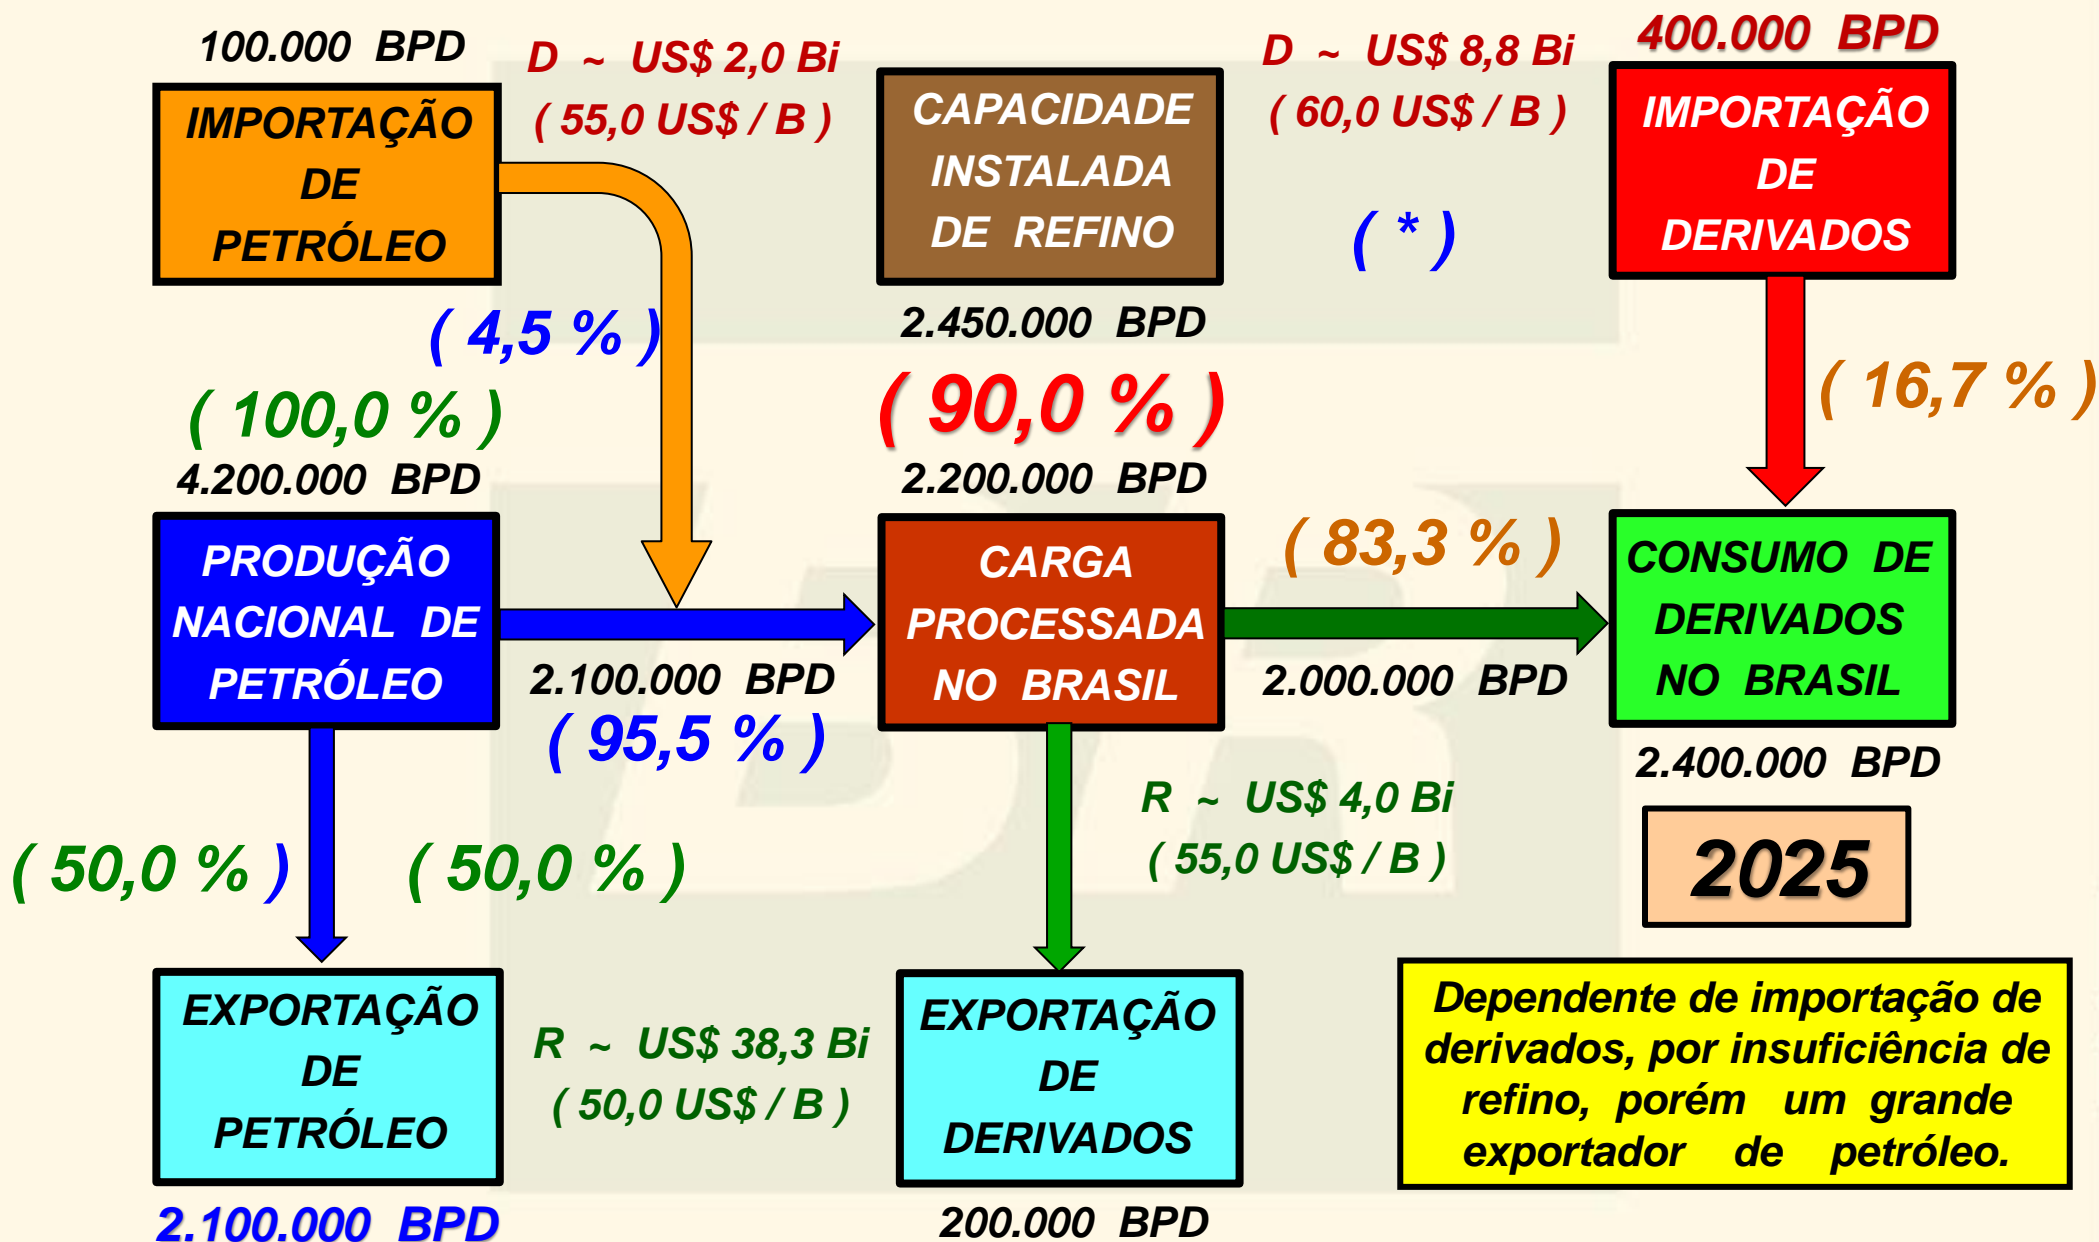 100.000 BPD
IMPORTAÇÃO
DE
PETRÓLEO
D ~ US$ 2,0 Bi
( 55,0 US$ / B )
CAPACIDADE
INSTALADA
DE REFINO
2.450.000 BPD
D ~ US$ 8,8 Bi
( 60,0 US$ / B )
( * )
400.000 BPD
IMPORTAÇÃO
DE
DERIVADOS
( 4,5 % )
( 100,0 % )
4.200.000 BPD
( 90,0 % )
2.200.000 BPD
( 16,7 % )
PRODUÇÃO
NACIONAL DE
PETRÓLEO
2.100.000 BPD
( 95,5 % )
CARGA
PROCESSADA
NO BRASIL
( 83,3 % )
2.000.000 BPD
CONSUMO DE
DERIVADOS
NO BRASIL
2.400.000 BPD
( 50,0 % )
( 50,0 % )
R ~ US$ 4,0 Bi
( 55,0 US$ / B )
2025
EXPORTAÇÃO
DE
PETRÓLEO
2.100.000 BPD
R ~ US$ 38,3 Bi
( 50,0 US$ / B )
EXPORTAÇÃO
DE
DERIVADOS
200.000 BPD
Dependente de importação de
derivados, por insuficiência de
refino, porém um grande
exportador de petróleo.
BR